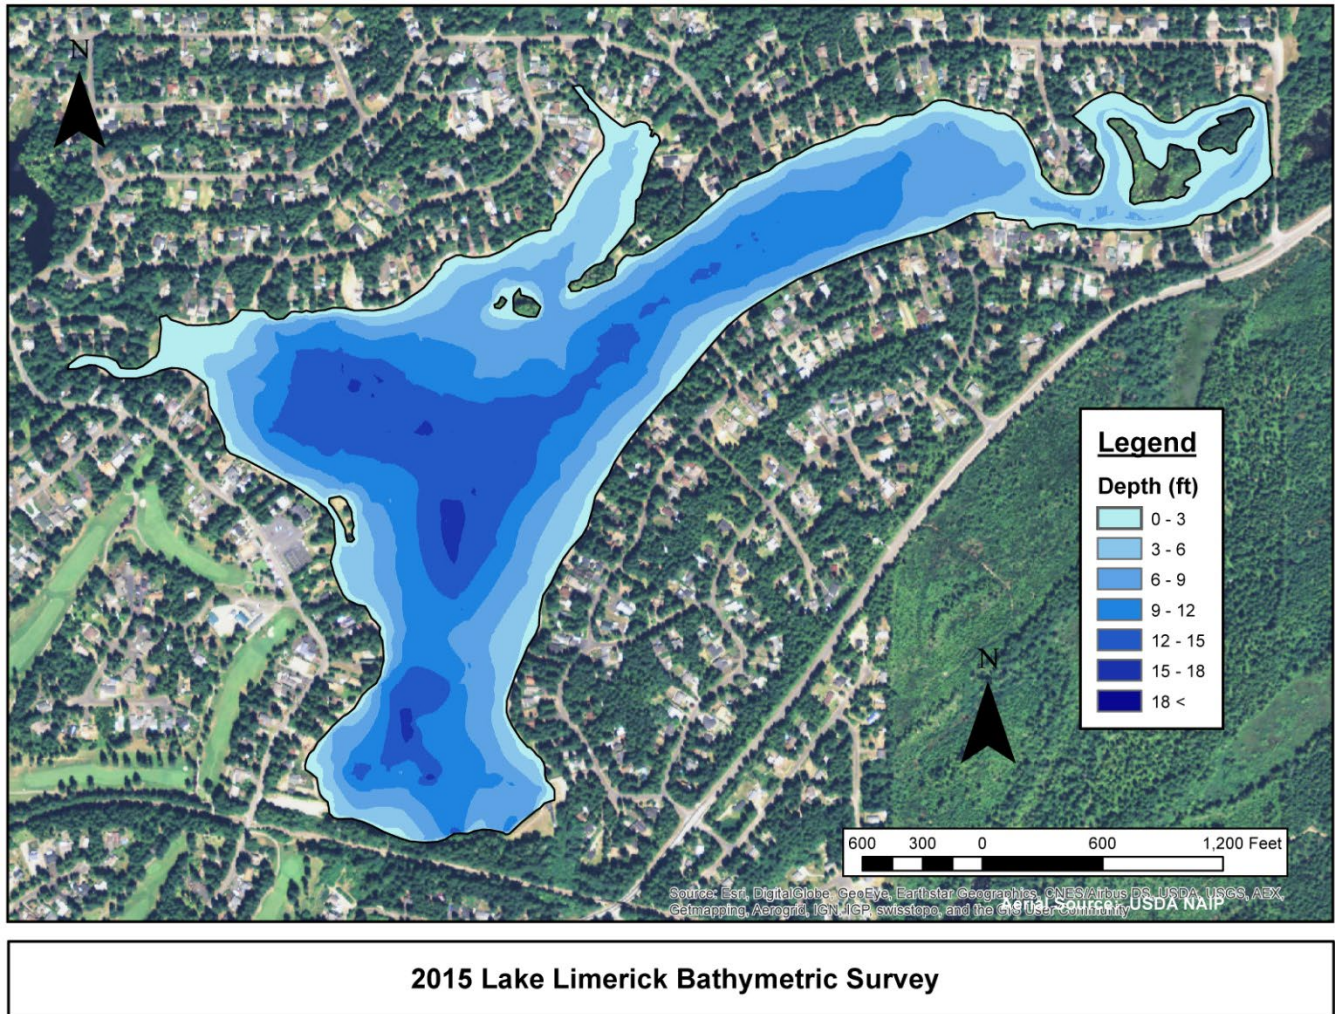 N
Legend
Depth (ft)
0 - 3
3 - 6
6 - 9
9 - 12
12 - 15
15 - 18
18 <
N
600 300 0 600 1,200 Feet
Source: Esri, DigitalGlobe, GeoEye, Earthstar Geographics, CNES/Airbus DS, USDA, USGS, AEX,
Getmapping, Aerogrid, IGN, IGP, swisstopo, and the GIS User Community
Aerial Source: USDA NAIP
2015 Lake Limerick Bathymetric Survey